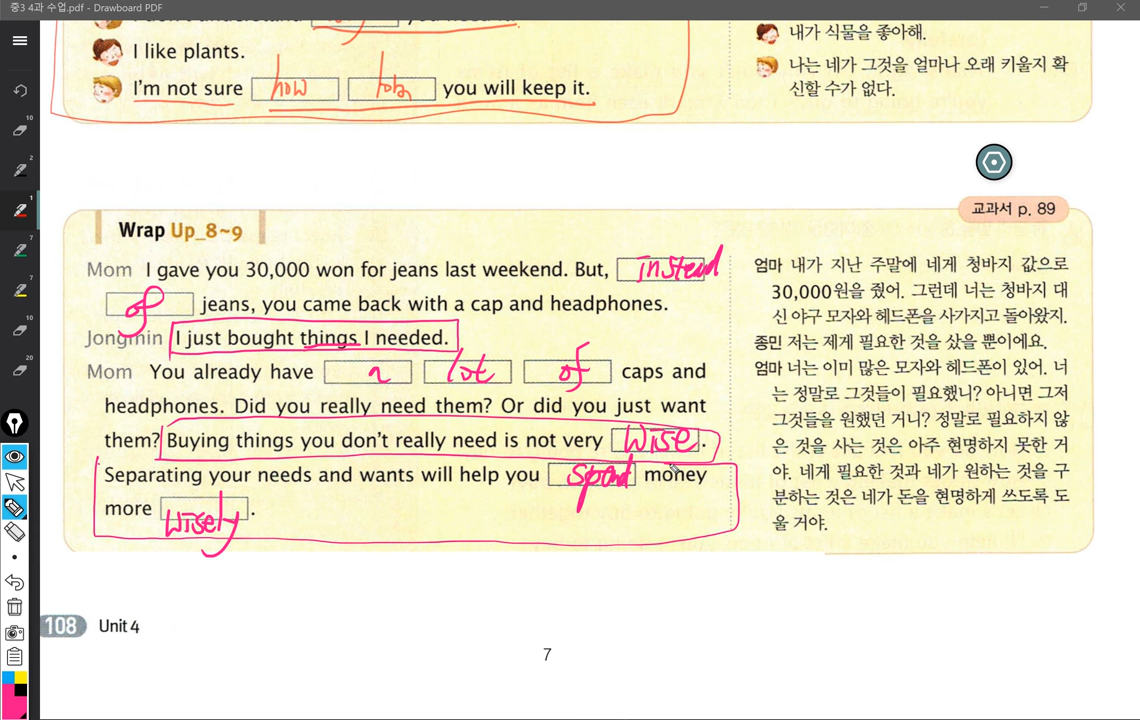 중3 4과 수업.pdf - Drawboard PDF
I like plants.
I'm not sure how long you will keep it.
내가 식물을 좋아해.
나는 네가 그것을 얼마나 오래 키울지 확
신할 수가 없다.
교과서 p. 89
Wrap Up_8~9
Mom I gave you 30,000 won for jeans last weekend. But, instead
of jeans, you came back with a cap and headphones.
Jongmin I just bought things I needed.
Mom You already have a lot of caps and
headphones. Did you really need them? Or did you just want
them? Buying things you don't really need is not very wise.
Separating your needs and wants will help you spend money
more wisely.
엄마 내가 지난 주말에 네게 청바지 값으로
30,000원을 줬어. 그런데 너는 청바지 대
신 야구 모자와 헤드폰을 사가지고 돌아왔지.
종민 저는 제게 필요한 것을 샀을 뿐이에요.
엄마 너는 이미 많은 모자와 헤드폰이 있어. 너
는 정말로 그것들이 필요했니? 아니면 그저
그것들을 원했던 거니? 정말로 필요하지 않
은 것을 사는 것은 아주 현명하지 못한 거
야. 네게 필요한 것과 네가 원하는 것을 구
분하는 것은 네가 돈을 현명하게 쓰도록 도
울 거야.
108 Unit 4
7
10
2
1
7
7
10
20